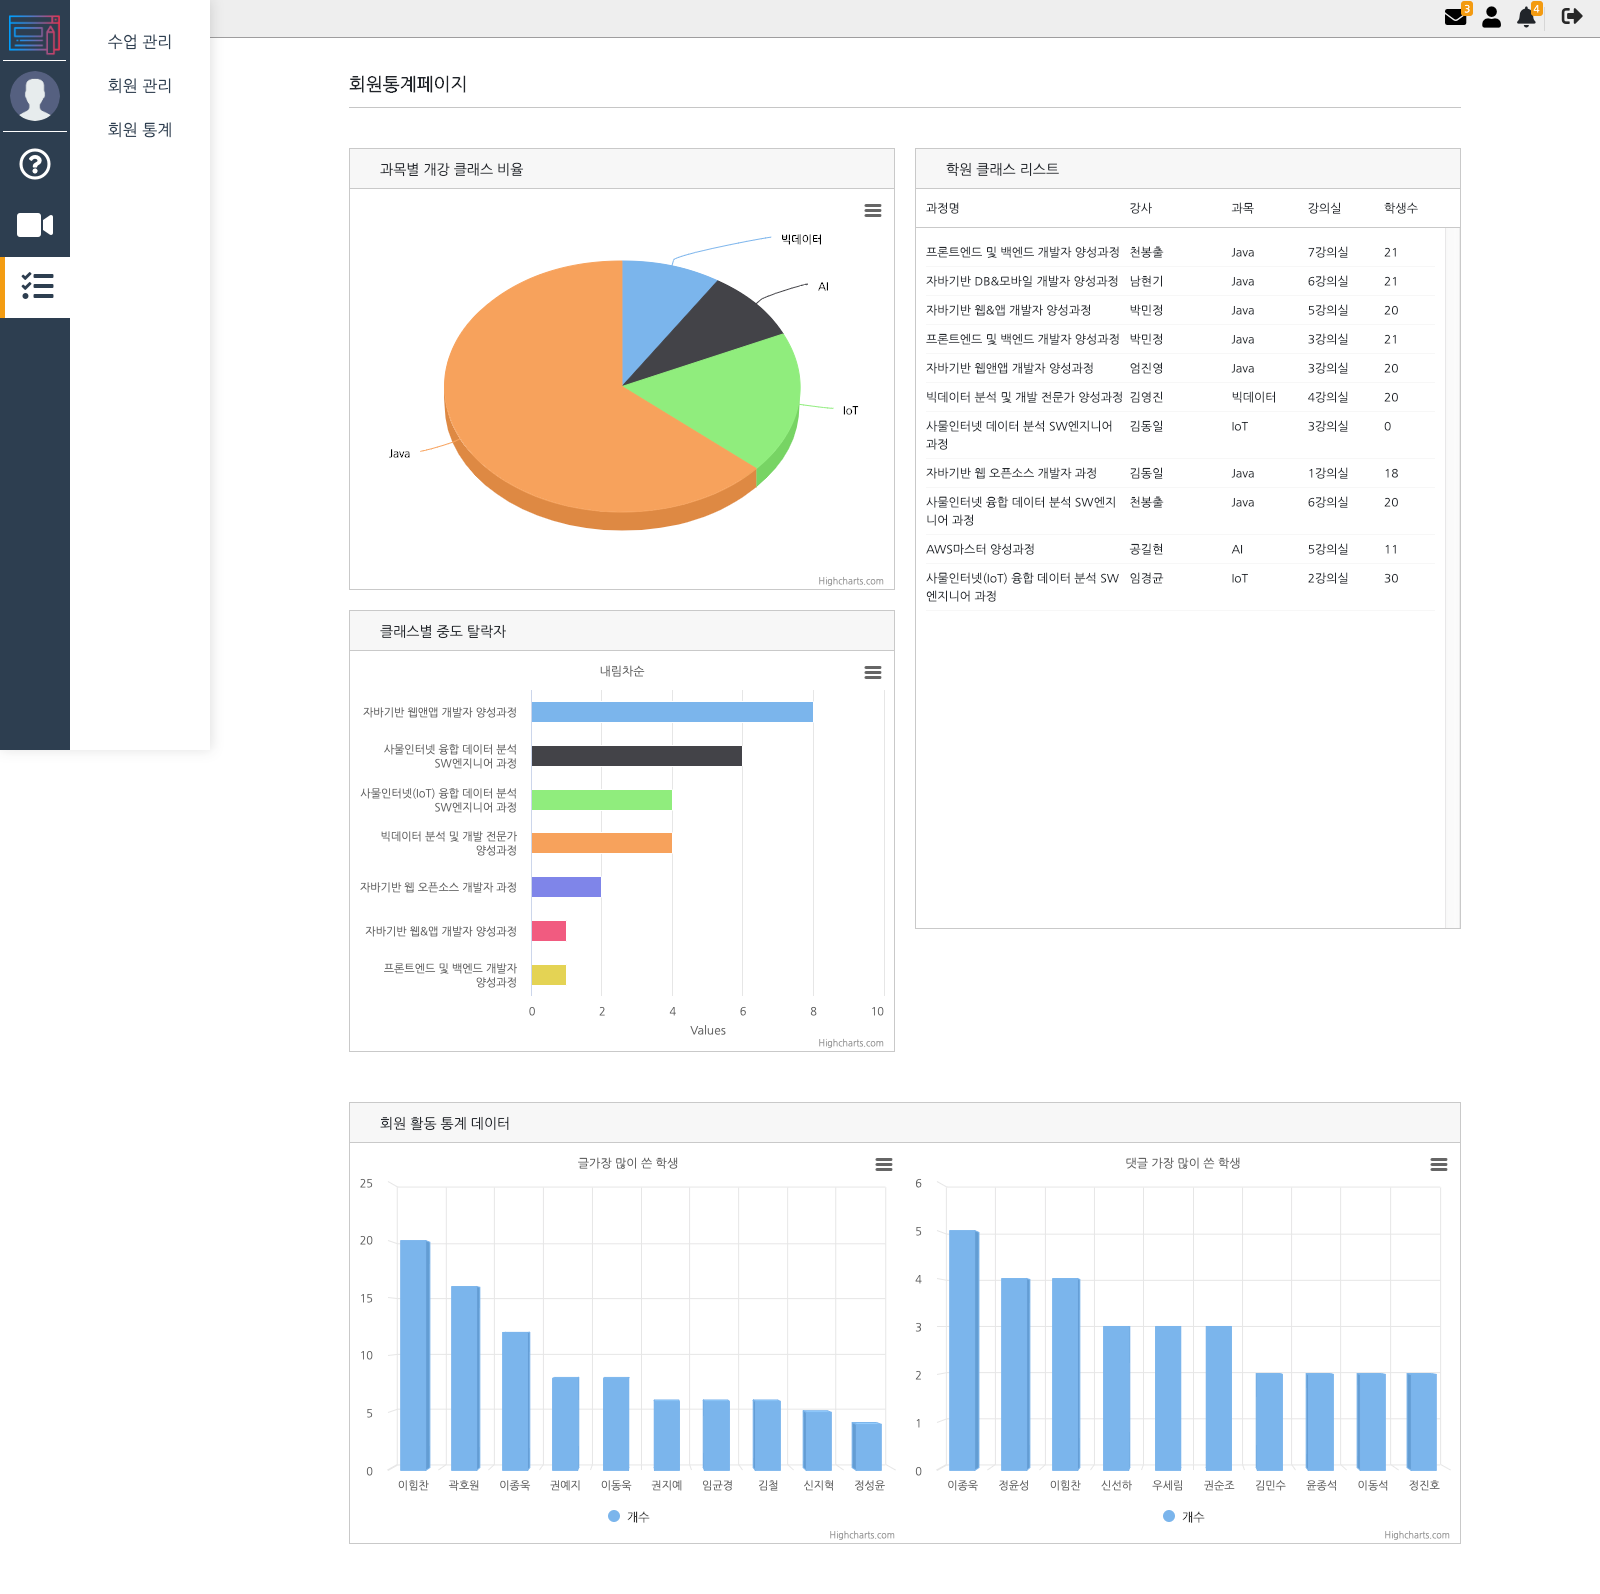 3
4
수업 관리
회원 관리
회원 통계
회원통계페이지
과목별 개강 클래스 비율
빅데이터
AI
IoT
Java
Highcharts.com
학원 클래스 리스트
과정명 강사 과목 강의실 학생수
프론트엔드 및 백엔드 개발자 양성과정 천봉출 Java 7강의실 21
자바기반 DB&모바일 개발자 양성과정 남현기 Java 6강의실 21
자바기반 웹&앱 개발자 양성과정 박민정 Java 5강의실 20
프론트엔드 및 백엔드 개발자 양성과정 박민정 Java 3강의실 21
자바기반 웹앤앱 개발자 양성과정 엄진영 Java 3강의실 20
빅데이터 분석 및 개발 전문가 양성과정 김영진 빅데이터 4강의실 20
사물인터넷 데이터 분석 SW엔지니어 김동일 IoT 3강의실 0
과정
자바기반 웹 오픈소스 개발자 과정 김동일 Java 1강의실 18
사물인터넷 융합 데이터 분석 SW엔지 천봉출 Java 6강의실 20
니어 과정
AWS마스터 양성과정 공길현 AI 5강의실 11
사물인터넷(IoT) 융합 데이터 분석 SW 임경균 IoT 2강의실 30
엔지니어 과정
클래스별 중도 탈락자
내림차순
자바기반 웹앤앱 개발자 양성과정
사물인터넷 융합 데이터 분석
SW엔지니어 과정
사물인터넷(IoT) 융합 데이터 분석
SW엔지니어 과정
빅데이터 분석 및 개발 전문가
양성과정
자바기반 웹 오픈소스 개발자 과정
자바기반 웹&앱 개발자 양성과정
프론트엔드 및 백엔드 개발자
양성과정
0 2 4 6 8 10
Values
Highcharts.com
회원 활동 통계 데이터
글가장 많이 쓴 학생
25
20
15
10
5
0
이힘찬 곽호원 이종욱 권예지 이동욱 권지예 임균경 김철 신지혁 정성윤
개수
Highcharts.com
댓글 가장 많이 쓴 학생
6
5
4
3
2
1
0
이종욱 정윤성 이힘찬 신선하 우세림 권순조 김민수 윤종석 이동석 정진호
개수
Highcharts.com